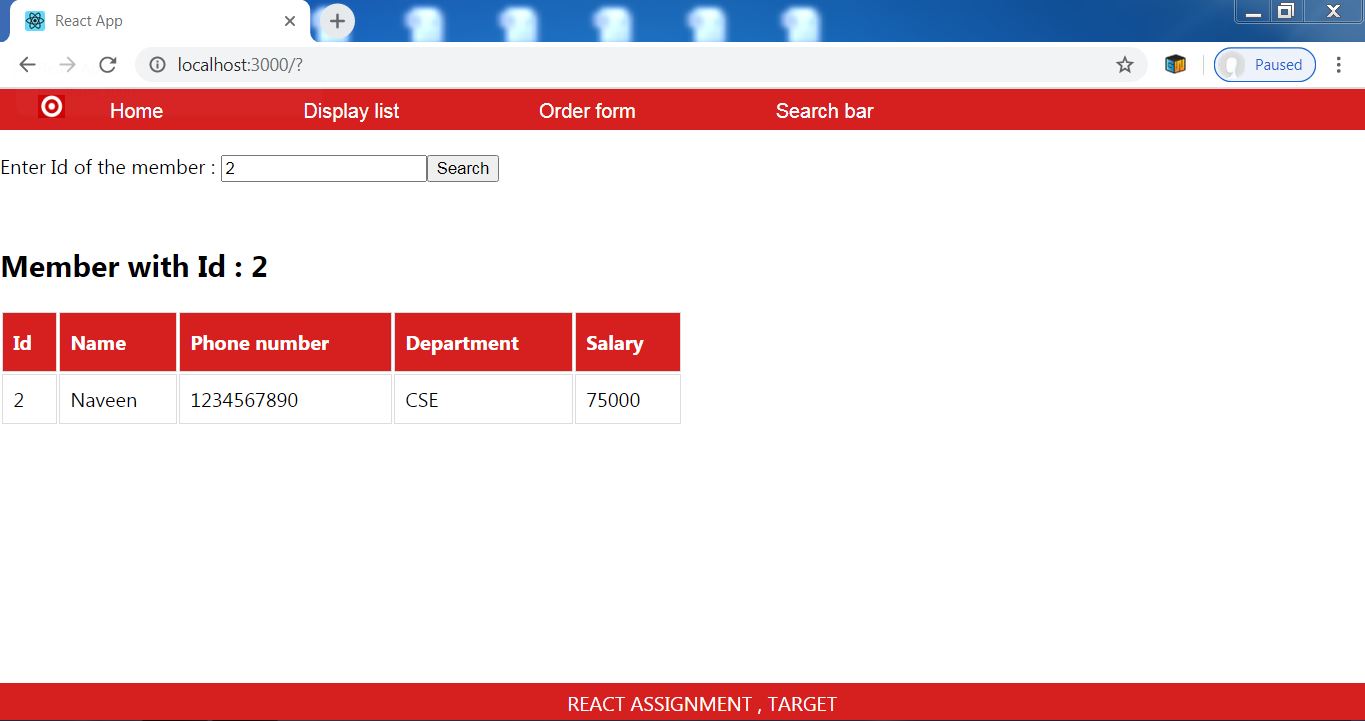 React App
localhost:3000/?
Paused
Home Display list Order form Search bar
Enter Id of the member : 2 Search
Member with Id : 2
Id Name Phone number Department Salary
2 Naveen 1234567890 CSE 75000
REACT ASSIGNMENT , TARGET